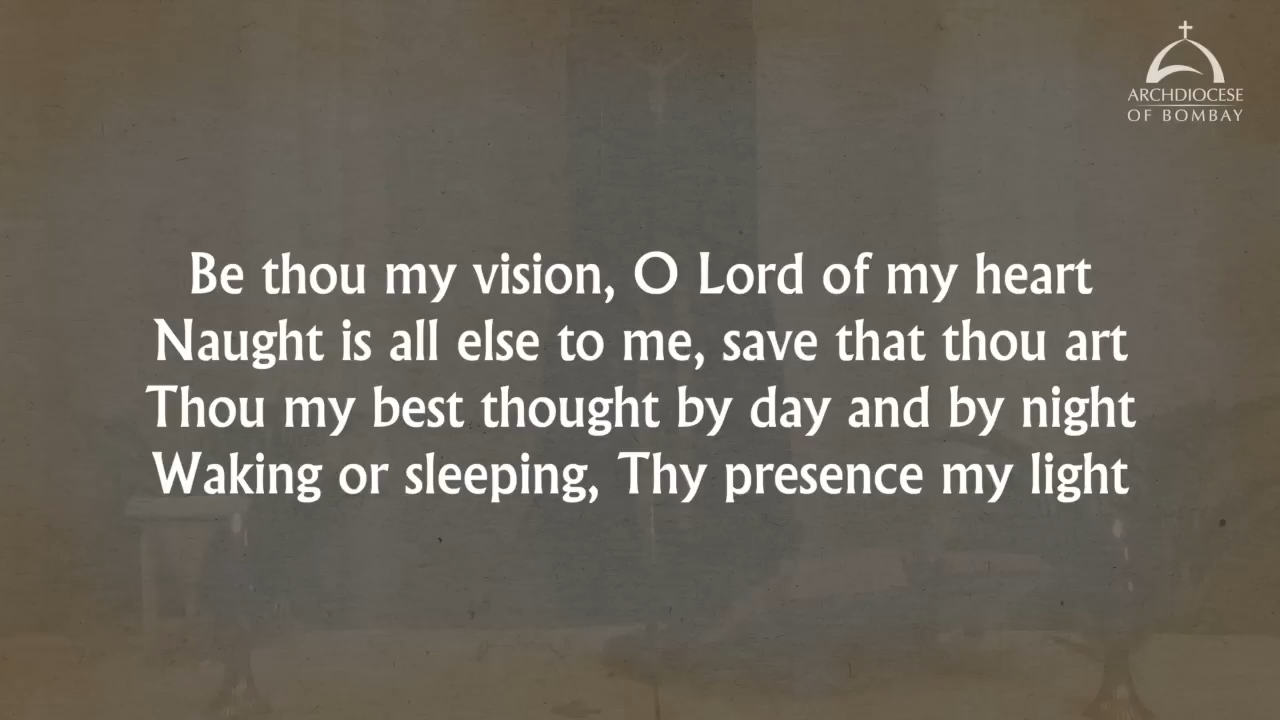 ARCHDIOCESE
OF BOMBAY
Be thou my vision, O Lord of my heart
Naught is all else to me, save that thou art
Thou my best thought by day and by night
Waking or sleeping, Thy presence my light